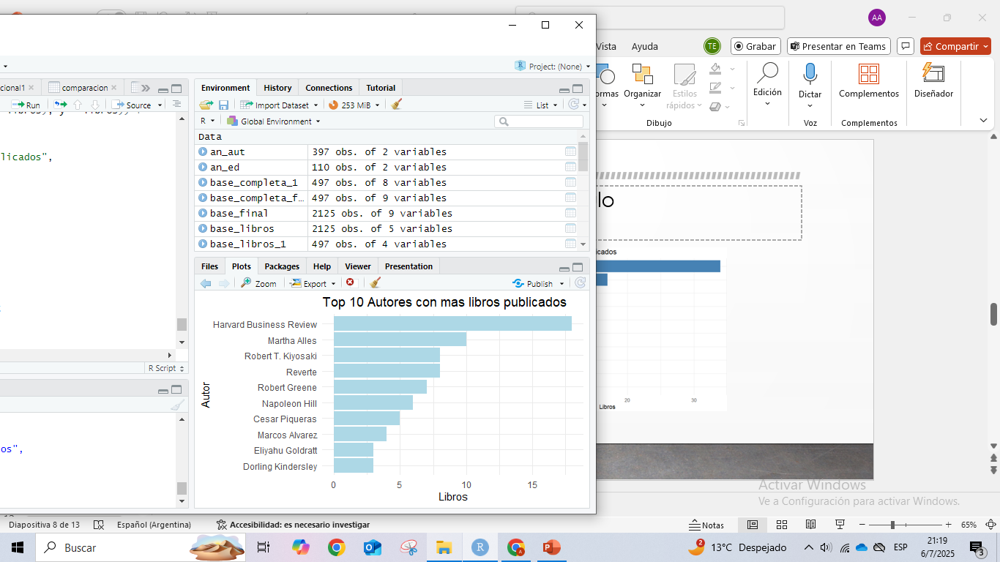 AA
Vista
Ayuda
TE
Grabar
Presentar en Teams
Compartir
Project: (None)
cional1
comparacion
Environment
History
Connections
Tutorial
Run
Source
Import Dataset
253 MiB
List
R
Global Environment
Data
an_aut
397 obs. of 2 variables
an_ed
110 obs. of 2 variables
base_completa_1
497 obs. of 8 variables
base_completa_f…
497 obs. of 9 variables
base_final
2125 obs. of 9 variables
base_libros
2125 obs. of 5 variables
base_libros_1
497 obs. of 4 variables
licados",
Files
Plots
Packages
Help
Viewer
Presentation
Zoom
Export
Publish
Top 10 Autores con mas libros publicados
Harvard Business Review
Martha Alles
Robert T. Kiyosaki
Reverte
Robert Greene
Napoleon Hill
Cesar Piqueras
Marcos Alvarez
Eliyahu Goldratt
Dorling Kindersley
Autor
0
5
10
15
Libros
R Script
os",
ormas
Organizar
Estilos
rápidos
Edición
Dictar
Complementos
Diseñador
Dibujo
Voz
Complementos
lo
icados
20
30
Libros
Activar Windows
Ve a Configuración para activar Windows.
Diapositiva 8 de 13
Español (Argentina)
Accesibilidad: es necesario investigar
Notas
65%
Buscar
2
13°C Despejado
ESP
21:19
6/7/2025
3